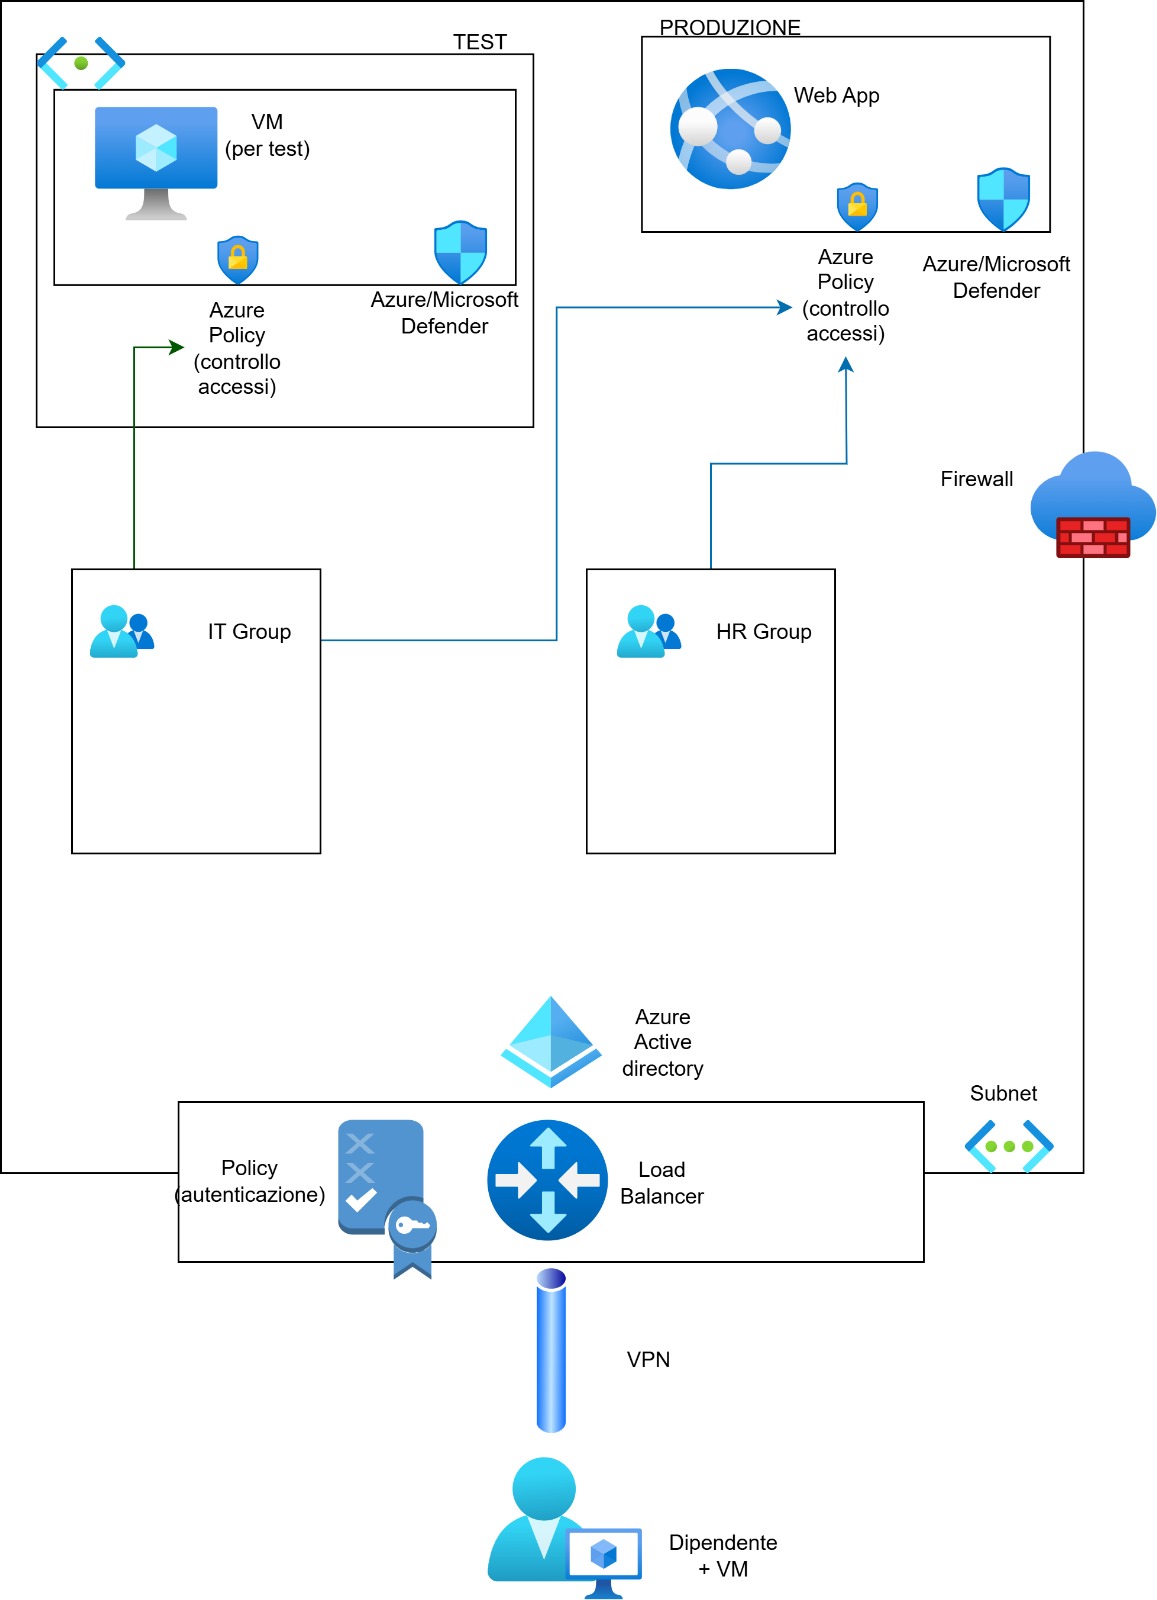 TEST
PRODUZIONE
VM
(per test)
Web App
Azure
Policy
(controllo
accessi)
Azure/Microsoft
Defender
Azure
Policy
(controllo
accessi)
Azure/Microsoft
Defender
Firewall
IT Group
HR Group
Azure
Active
directory
Subnet
Policy
(autenticazione)
Load
Balancer
VPN
Dipendente
+ VM